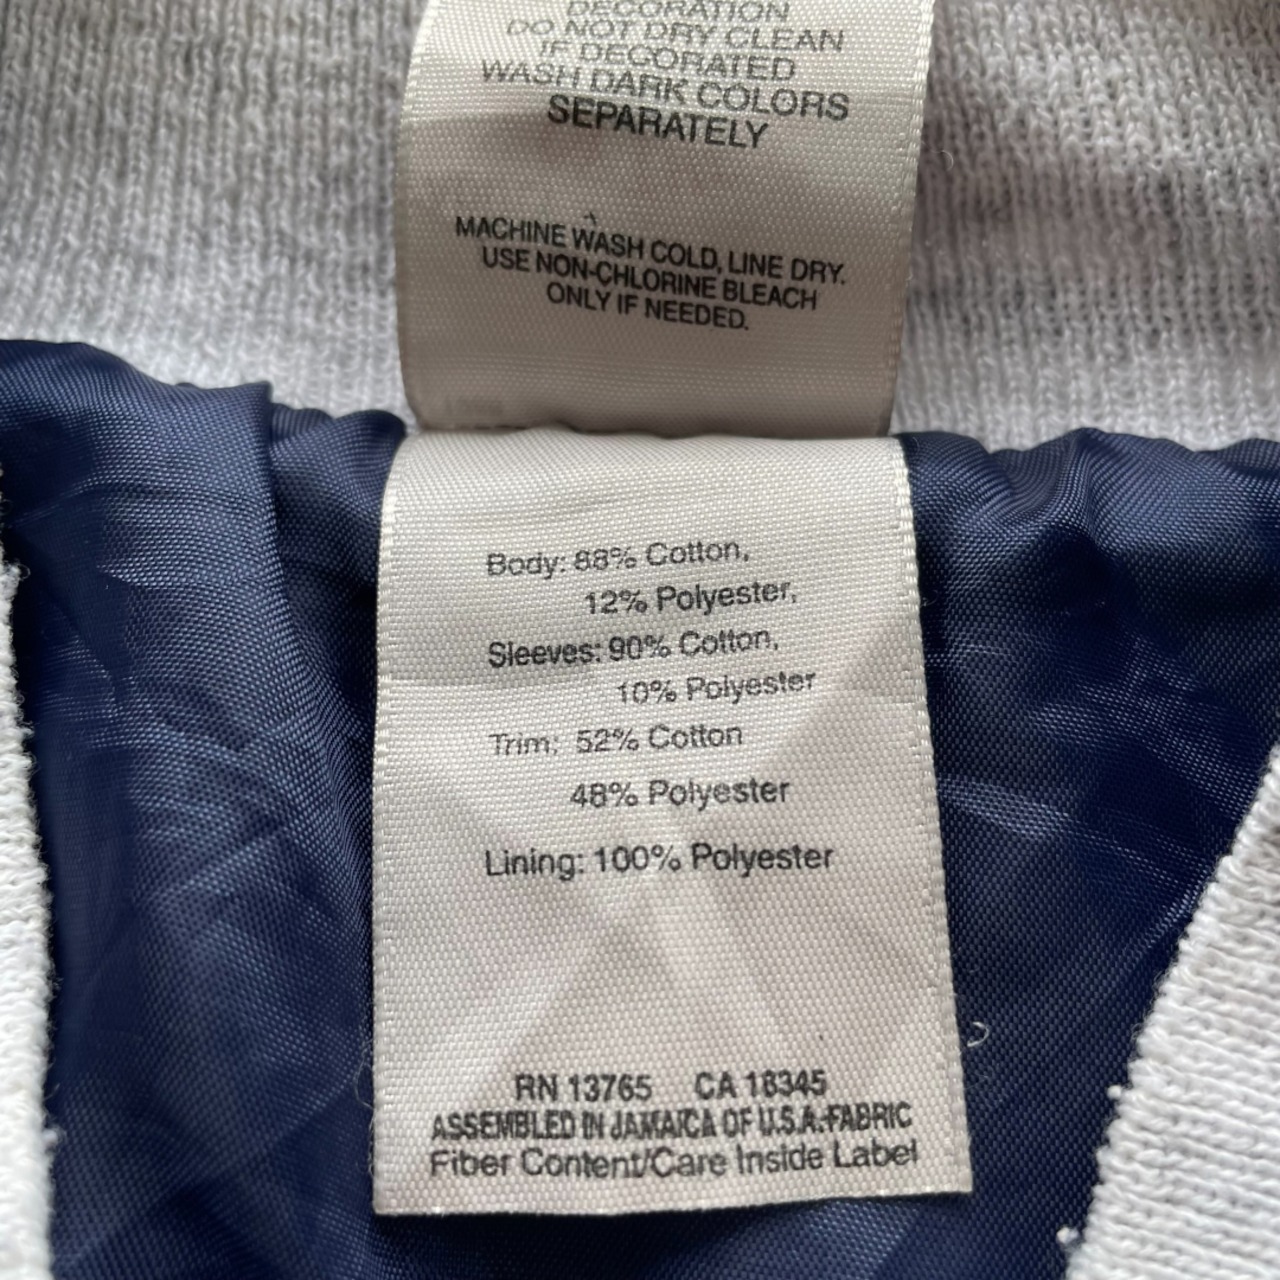 DECORATION
DO NOT DRY CLEAN
IF DECORATED
WASH DARK COLORS
SEPARATELY
MACHINE WASH COLD, LINE DRY.
USE NON-CHLORINE BLEACH
ONLY IF NEEDED.
Body: 88% Cotton,
12% Polyester,
Sleeves: 90% Cotton,
10% Polyester
Trim: 52% Cotton
48% Polyester
Lining: 100% Polyester
RN 13765 CA 18345
ASSEMBLED IN JAMAICA OF U.S.A. FABRIC
Fiber Content/Care Inside Label